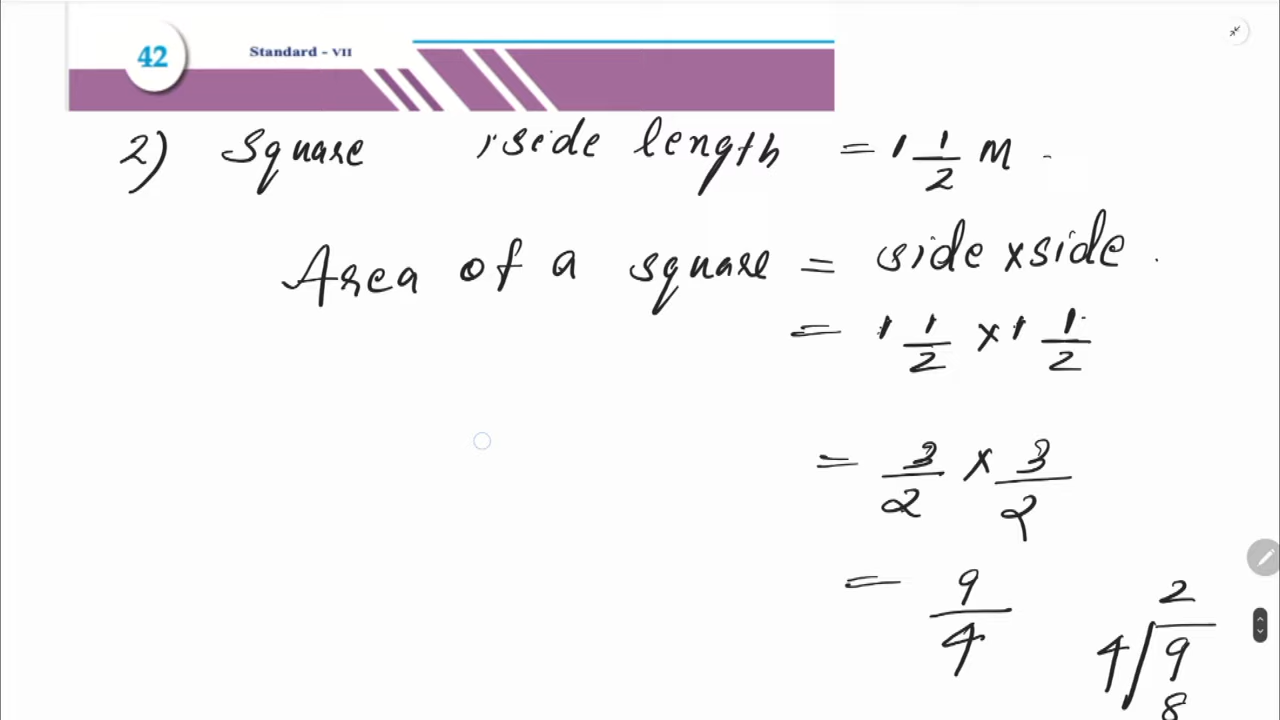 42 Standard - VII
2) Square side length = 1 1/2 m.
Area of a square = side × side.
= 1 1/2 × 1 1/2
= 3/2 × 3/2
= 9/4
2
4 9
8